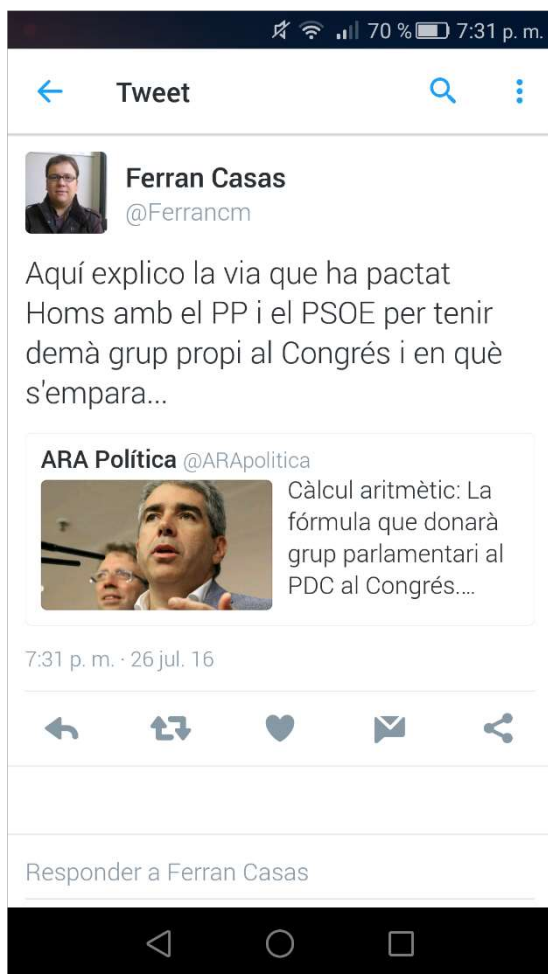 70 % 7:31 p. m.
Tweet
Ferran Casas
@Ferrancm
Aquí explico la via que ha pactat
Homs amb el PP i el PSOE per tenir
demà grup propi al Congrés i en què
s'empara...
ARA Política @ARApolitica
Càlcul aritmètic: La
fórmula que donarà
grup parlamentari al
PDC al Congrés....
7:31 p. m. · 26 jul. 16
Responder a Ferran Casas